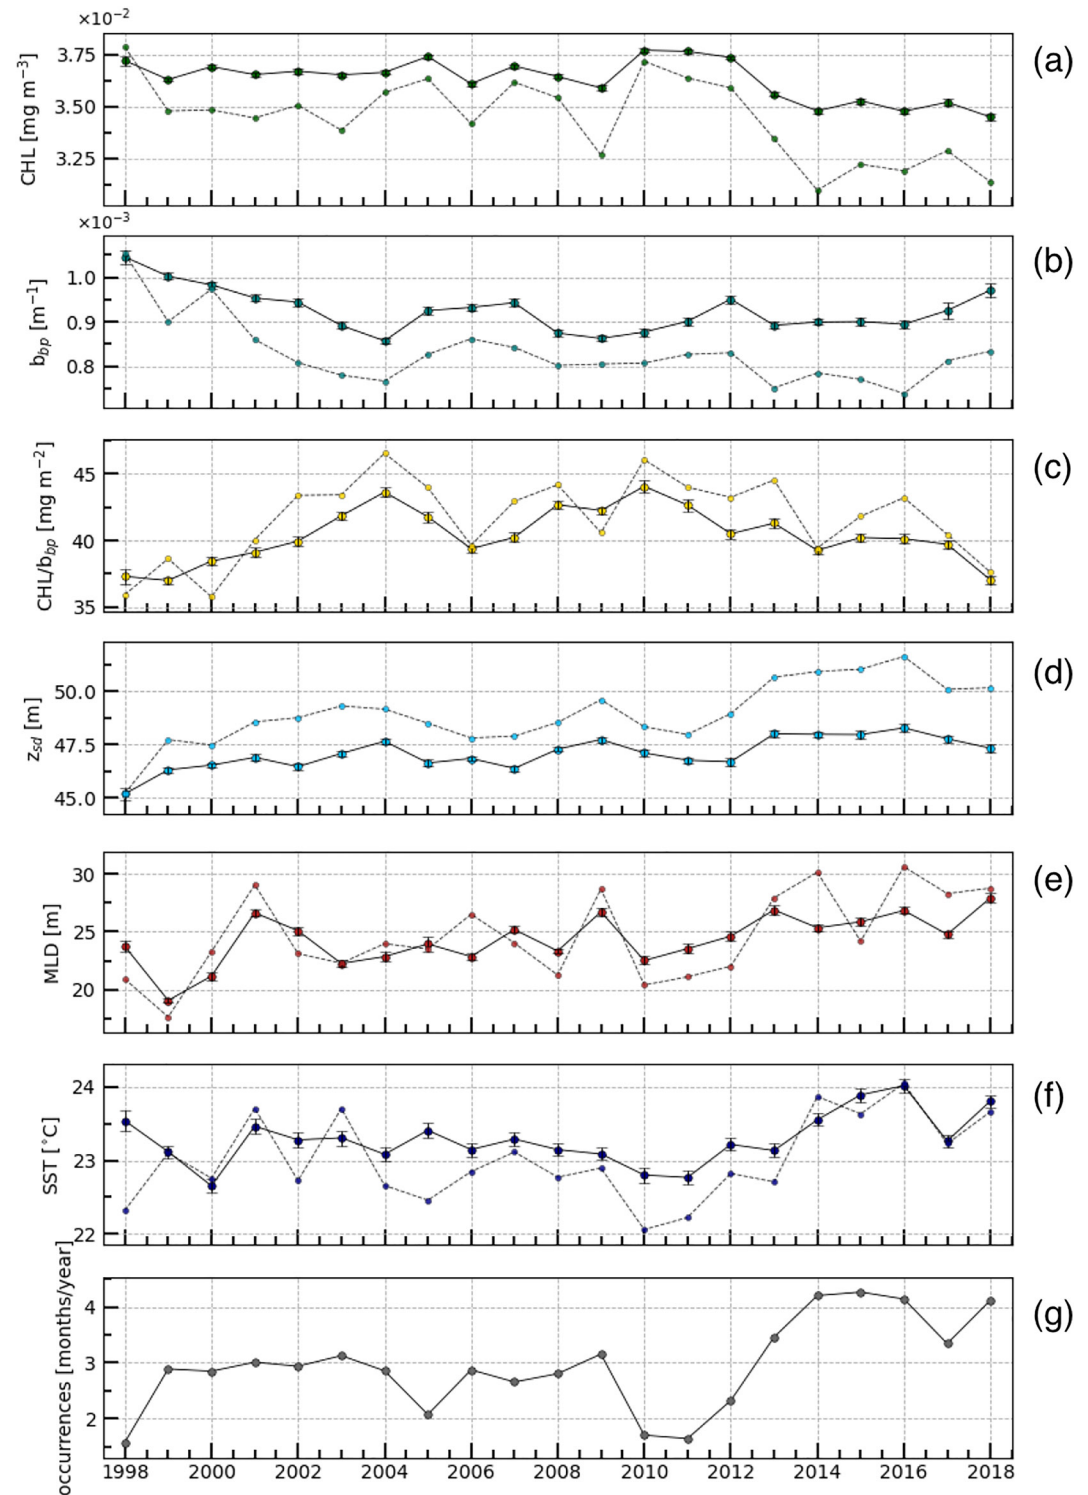 ×10⁻²
(a)
3.75
3.50
3.25
CHL [mg m⁻³]
×10⁻³
(b)
1.0
0.9
0.8
b_bp [m⁻¹]
(c)
45
40
35
CHL/b_bp [mg m⁻²]
(d)
50.0
47.5
45.0
z_sd [m]
(e)
30
25
20
MLD [m]
(f)
24
23
22
SST [°C]
(g)
4
3
2
occurrences [months/year]
1998 2000 2002 2004 2006 2008 2010 2012 2014 2016 2018